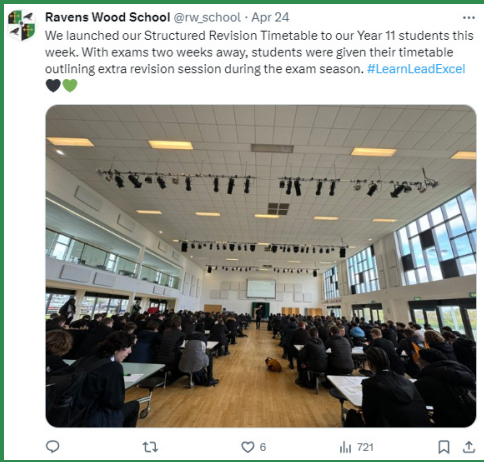 Ravens Wood School @rw_school · Apr 24
We launched our Structured Revision Timetable to our Year 11 students this
week. With exams two weeks away, students were given their timetable
outlining extra revision session during the exam season. #LearnLeadExcel
6
721